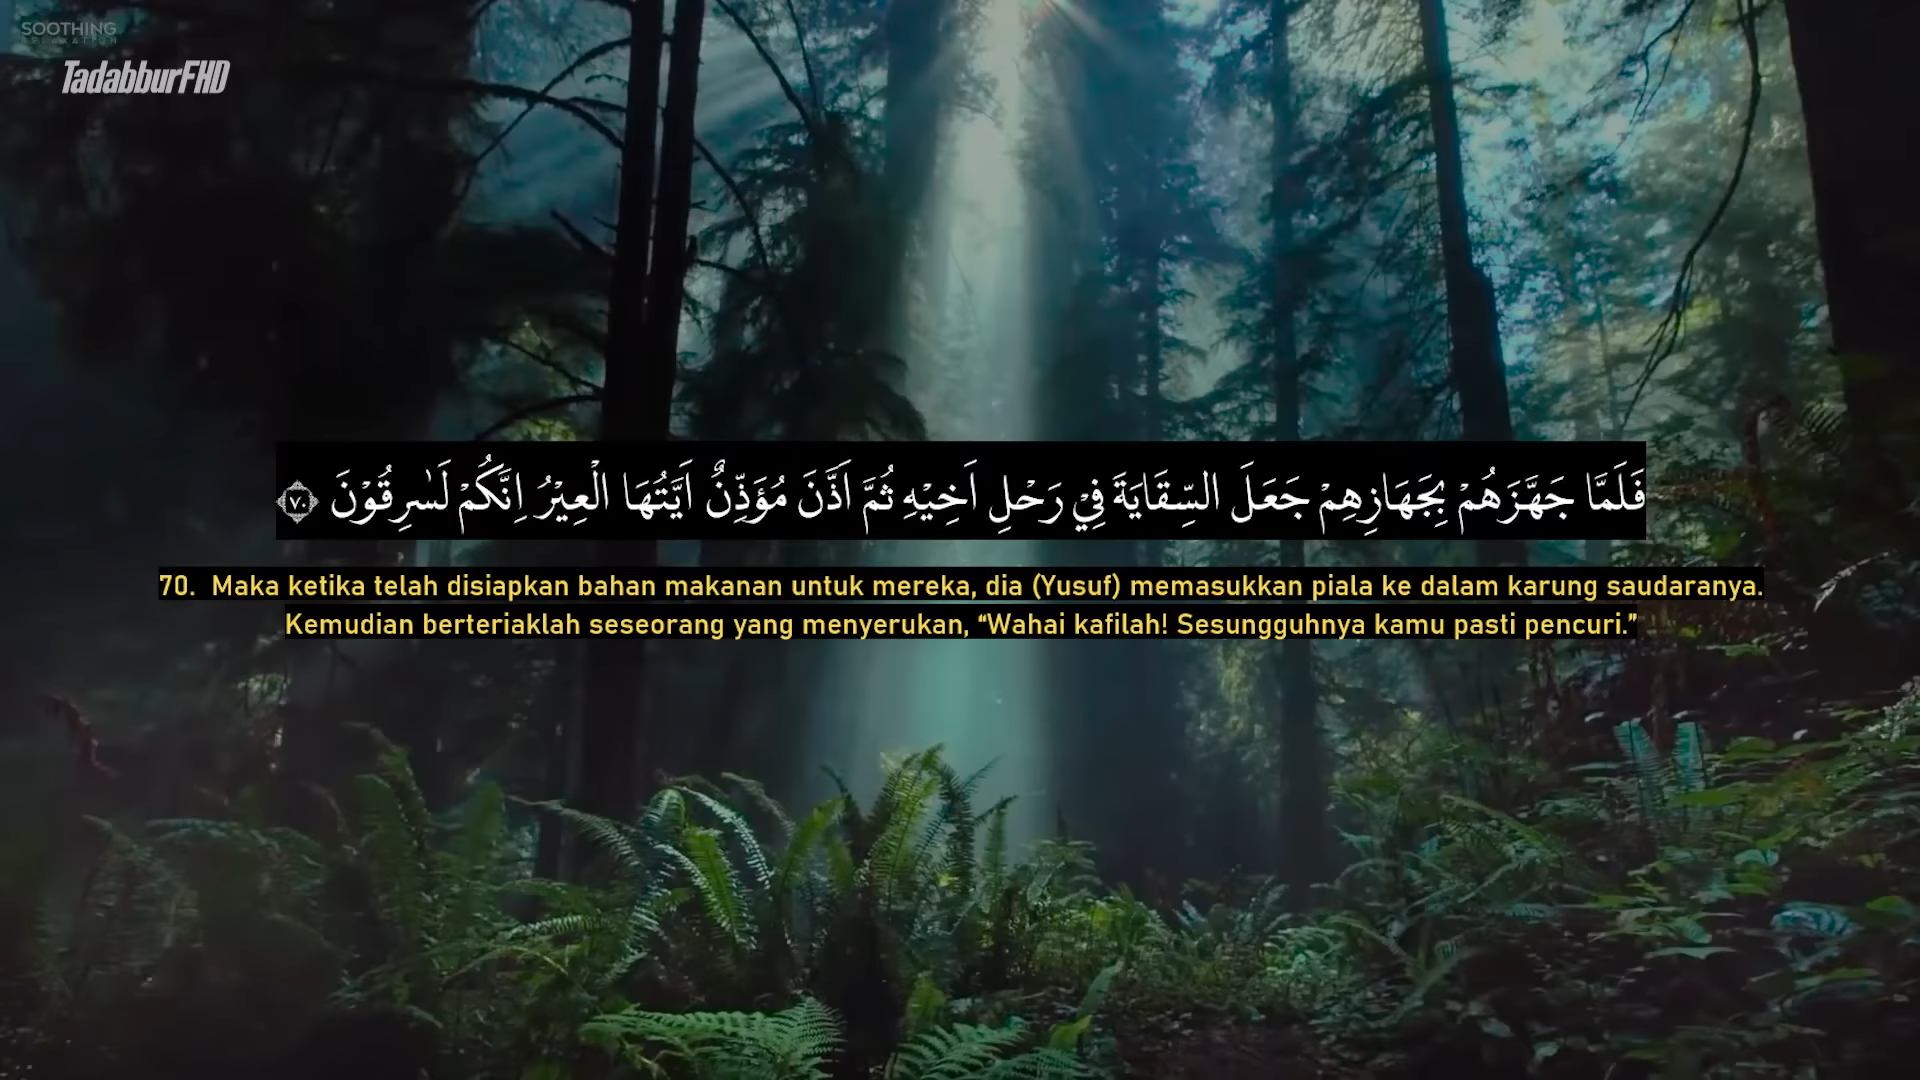 SOOTHING
RELAXATION
TadabburFHD
فَلَمَّا جَهَّزَهُمْ بِجَهَازِهِمْ جَعَلَ السِّقَايَةَ فِيْ رَحْلِ اَخِيْهِ ثُمَّ اَذَّنَ مُؤَذِّنٌ اَيَّتُهَا الْعِيْرُ اِنَّكُمْ لَسٰرِقُوْنَ ٧٠
70. Maka ketika telah disiapkan bahan makanan untuk mereka, dia (Yusuf) memasukkan piala ke dalam karung saudaranya.
Kemudian berteriaklah seseorang yang menyerukan, “Wahai kafilah! Sesungguhnya kamu pasti pencuri.”